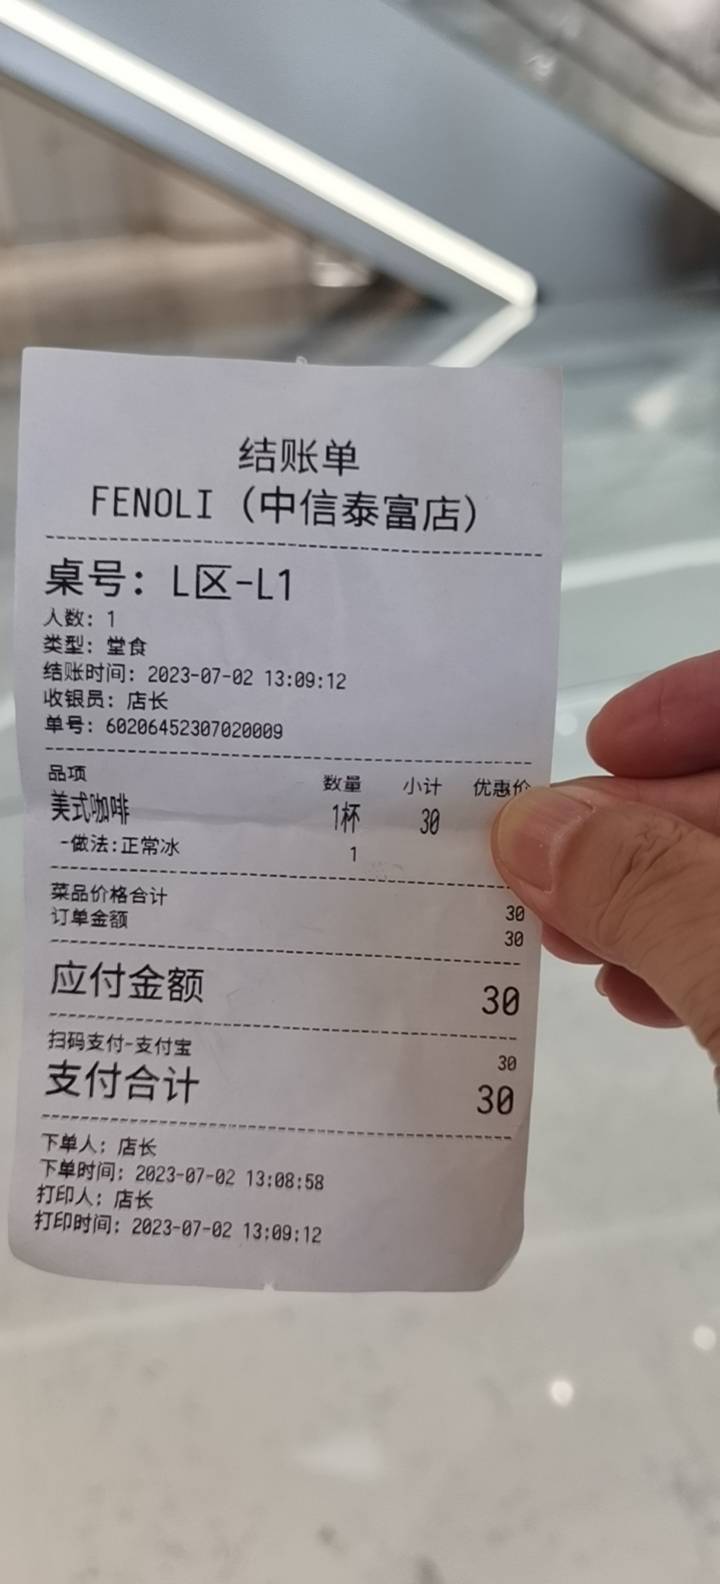 结账单
FENOLI（中信泰富店）
桌号：L区-L1
人数：1
类型：堂食
结账时间：2023-07-02 13:09:12
收银员：店长
单号：60206452307020009
品项 数量 小计 优惠价
美式咖啡 1杯 30
-做法:正常冰 1
菜品价格合计 30
订单金额 30
应付金额 30
扫码支付-支付宝 30
支付合计 30
下单人：店长
下单时间：2023-07-02 13:08:58
打印人：店长
打印时间：2023-07-02 13:09:12